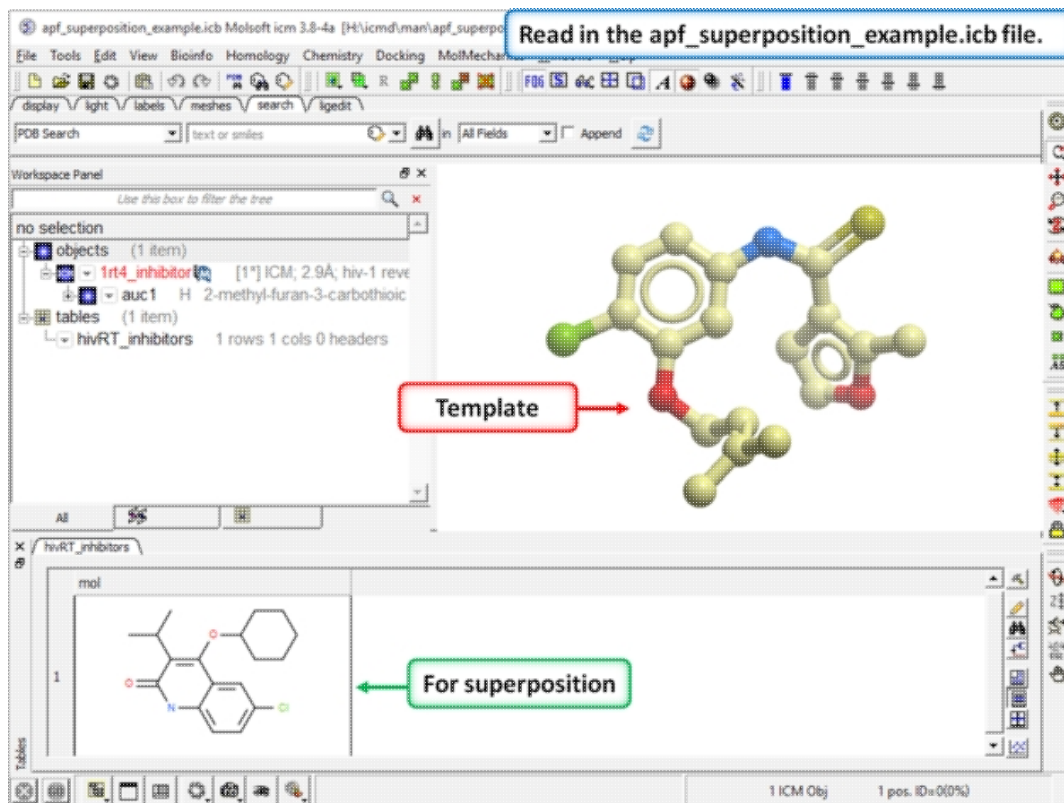 apf_superposition_example.icb Molsoft icm 3.8-4a [H:\icmd\man\apf_superpo
Read in the apf_superposition_example.icb file.
File Tools Edit View Bioinfo Homology Chemistry Docking MolMechanics
display light labels meshes search ligedit
PDB Search text or smiles in All Fields Append
Workspace Panel
Use this box to filter the tree
no selection
objects (1 item)
1rt4_inhibitor [1*] ICM; 2.9Å; hiv-1 reve
auc1 H 2-methyl-furan-3-carbothioic
tables (1 item)
hivRT_inhibitors 1 rows 1 cols 0 headers
Template
All
hivRT_inhibitors
mol
1
O
O
N
Cl
For superposition
Tables
1 ICM Obj 1 pos. ID=0(0%)